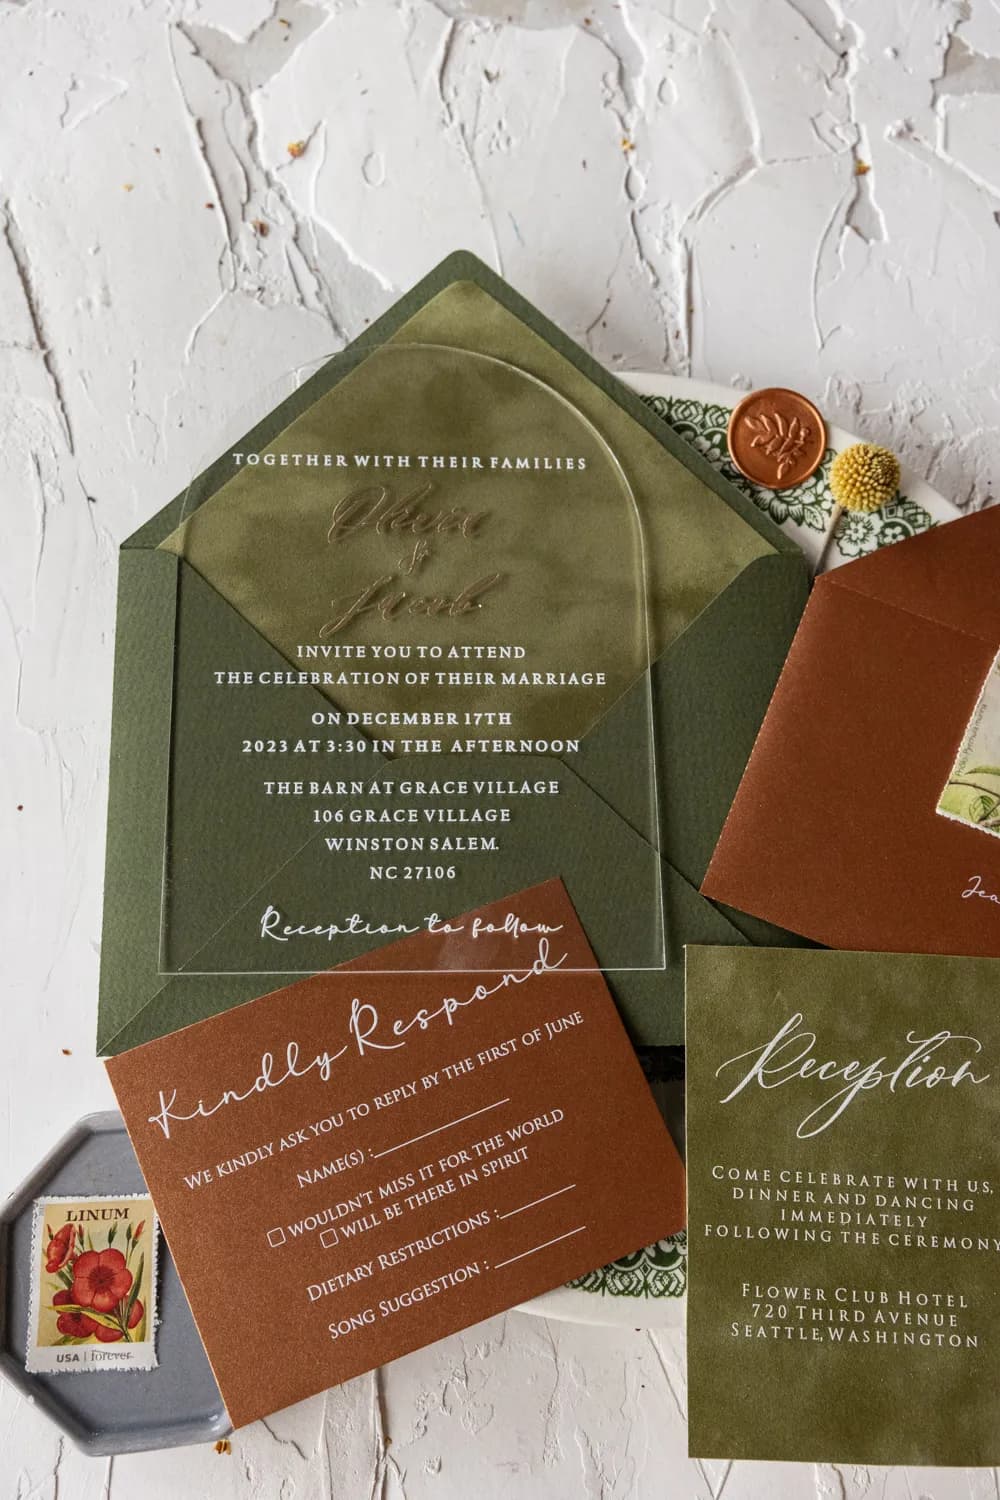 TOGETHER WITH THEIR FAMILIES
Olivia
&
Jacob
INVITE YOU TO ATTEND
THE CELEBRATION OF THEIR MARRIAGE
ON DECEMBER 17TH
2023 AT 3:30 IN THE AFTERNOON
THE BARN AT GRACE VILLAGE
106 GRACE VILLAGE
WINSTON SALEM.
NC 27106
Reception to follow
Kindly Respond
WE KINDLY ASK YOU TO REPLY BY THE FIRST OF JUNE
NAME(S) :
WOULDN'T MISS IT FOR THE WORLD
WILL BE THERE IN SPIRIT
DIETARY RESTRICTIONS :
SONG SUGGESTION :
Reception
COME CELEBRATE WITH US,
DINNER AND DANCING
IMMEDIATELY
FOLLOWING THE CEREMONY
FLOWER CLUB HOTEL
720 THIRD AVENUE
SEATTLE, WASHINGTON
LINUM
USA | forever